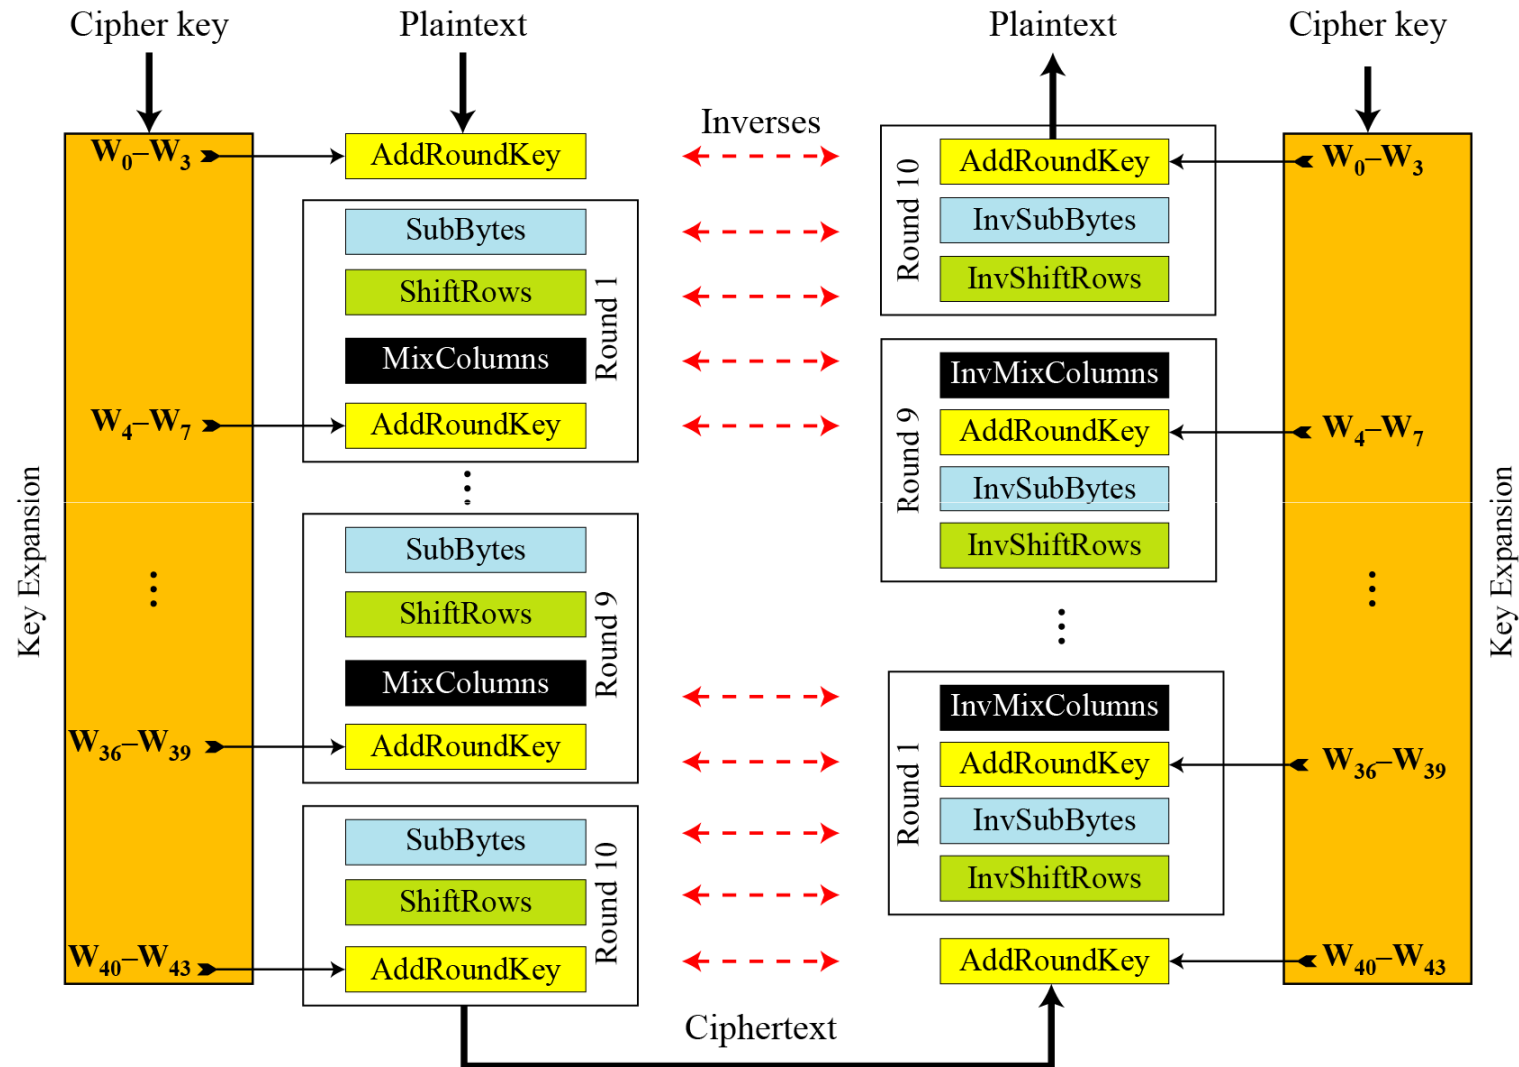 Cipher key
Plaintext
Plaintext
Cipher key
Inverses
W0–W3
AddRoundKey
SubBytes
ShiftRows
MixColumns
W4–W7
AddRoundKey
Round 1
Key Expansion
SubBytes
ShiftRows
MixColumns
W36–W39
AddRoundKey
Round 9
SubBytes
ShiftRows
W40–W43
AddRoundKey
Round 10
Ciphertext
AddRoundKey
W0–W3
InvSubBytes
InvShiftRows
Round 10
InvMixColumns
AddRoundKey
W4–W7
InvSubBytes
InvShiftRows
Round 9
Key Expansion
InvMixColumns
AddRoundKey
W36–W39
InvSubBytes
InvShiftRows
Round 1
AddRoundKey
W40–W43